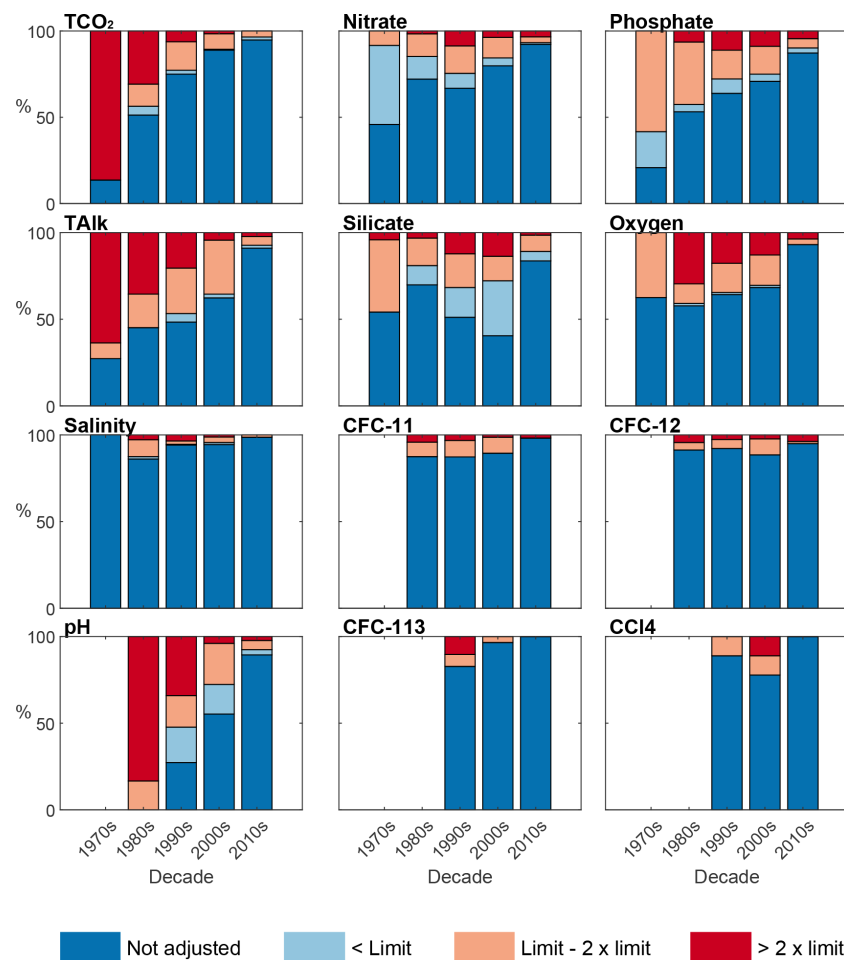 TCO₂ Nitrate Phosphate
100
%
50
0
TAlk Silicate Oxygen
100
%
50
0
Salinity CFC-11 CFC-12
100
%
50
0
pH CFC-113 CCl4
100
%
50
0
1970s 1980s 1990s 2000s 2010s 1970s 1980s 1990s 2000s 2010s 1970s 1980s 1990s 2000s 2010s
Decade Decade Decade
Not adjusted < Limit Limit - 2 x limit > 2 x limit